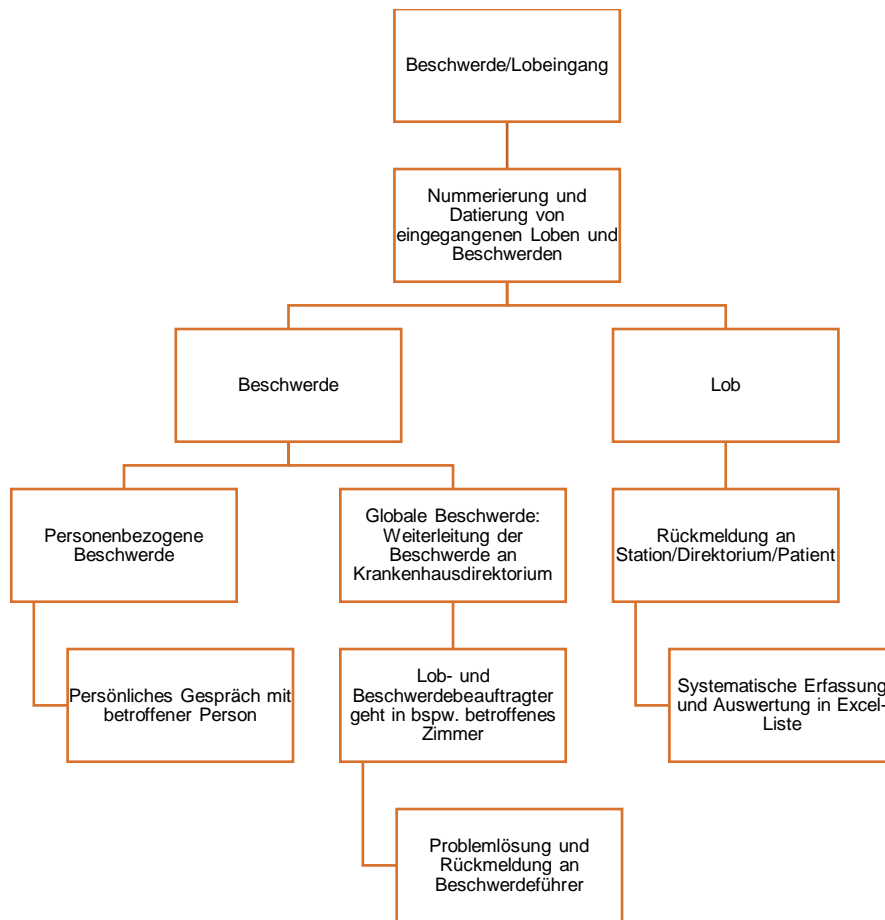 Beschwerde/Lobeingang
Nummerierung und
Datierung von
eingegangenen Loben und
Beschwerden
Beschwerde
Lob
Personenbezogene
Beschwerde
Globale Beschwerde:
Weiterleitung der
Beschwerde an
Krankenhausdirektorium
Rückmeldung an
Station/Direktorium/Patient
Persönliches Gespräch mit
betroffener Person
Lob- und
Beschwerdebeauftragter
geht in bspw. betroffenes
Zimmer
Systematische Erfassung
und Auswertung in Excel-
Liste
Problemlösung und
Rückmeldung an
Beschwerdeführer